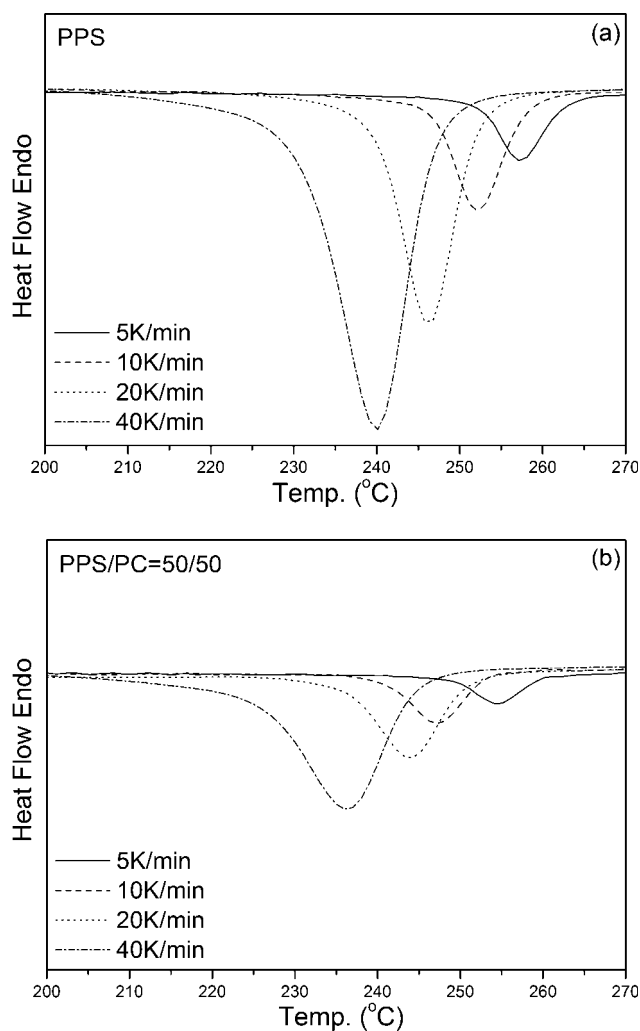 PPS
(a)
Heat Flow Endo
5K/min
10K/min
20K/min
40K/min
200 210 220 230 240 250 260 270
Temp. (°C)
PPS/PC=50/50
(b)
Heat Flow Endo
5K/min
10K/min
20K/min
40K/min
200 210 220 230 240 250 260 270
Temp. (°C)